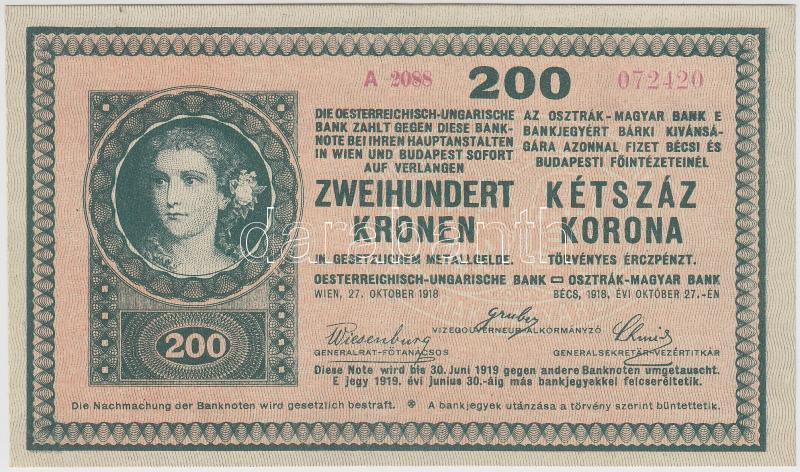 A 2088 200 072420
DIE OESTERREICHISCH-UNGARISCHE
BANK ZAHLT GEGEN DIESE BANK-
NOTE BEI IHREN HAUPTANSTALTEN
IN WIEN UND BUDAPEST SOFORT
AUF VERLANGEN
ZWEIHUNDERT
KRONEN
IN GESETZLICHEM METALLGELDE.
AZ OSZTRÁK-MAGYAR BANK E
BANKJEGYÉRT BÁRKI KIVÁNSÁ-
GÁRA AZONNAL FIZET BÉCSI ÉS
BUDAPESTI FŐINTÉZETEINÉL
KÉTSZÁZ
KORONA
TÖRVÉNYES ÉRCZPÉNZT.
OESTERREICHISCH-UNGARISCHE BANK OSZTRÁK-MAGYAR BANK
WIEN, 27. OKTOBER 1918 BÉCS, 1918, ÉVI OKTÓBER 27.-ÉN
Gruber
VIZEGOUVERNEUR-ALKORMÁNYZÓ
Wiesenburg
GENERALRAT-FŐTANÁCSOS
Schmid
GENERALSEKRETÄR-VEZÉRTITKÁR
200
Diese Note wird bis 30. Juni 1919 gegen andere Banknoten umgetauscht.
E jegy 1919. évi junius 30.-áig más bankjegyekkel felcseréltetik.
Die Nachmachung der Banknoten wird gesetzlich bestraft. * A bankjegyek utánzása a törvény szerint büntettetik.
darabanth